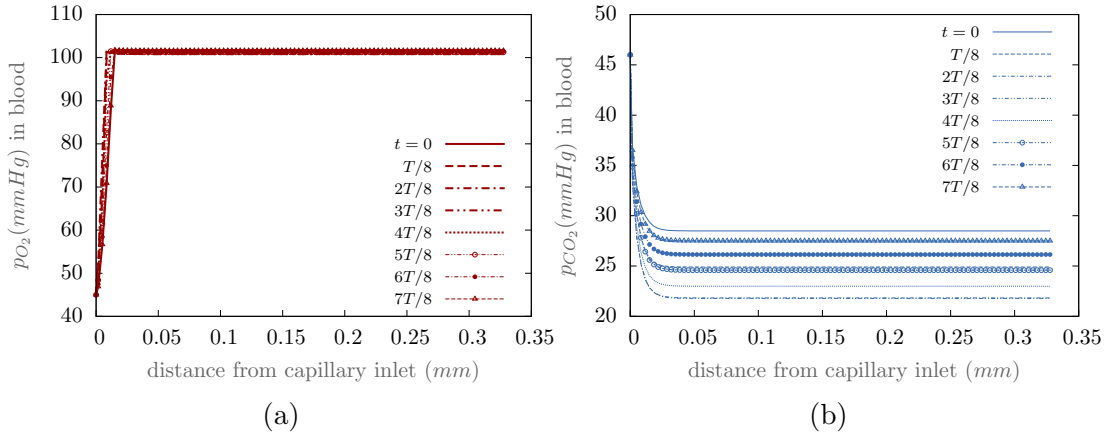 110
100
90
80
70
60
50
40
0
0.05
0.1
0.15
0.2
0.25
0.3
0.35
pO2(mmHg) in blood
distance from capillary inlet (mm)
t = 0
T/8
2T/8
3T/8
4T/8
5T/8
6T/8
7T/8
(a)
50
45
40
35
30
25
20
0
0.05
0.1
0.15
0.2
0.25
0.3
0.35
pCO2(mmHg) in blood
distance from capillary inlet (mm)
t = 0
T/8
2T/8
3T/8
4T/8
5T/8
6T/8
7T/8
(b)